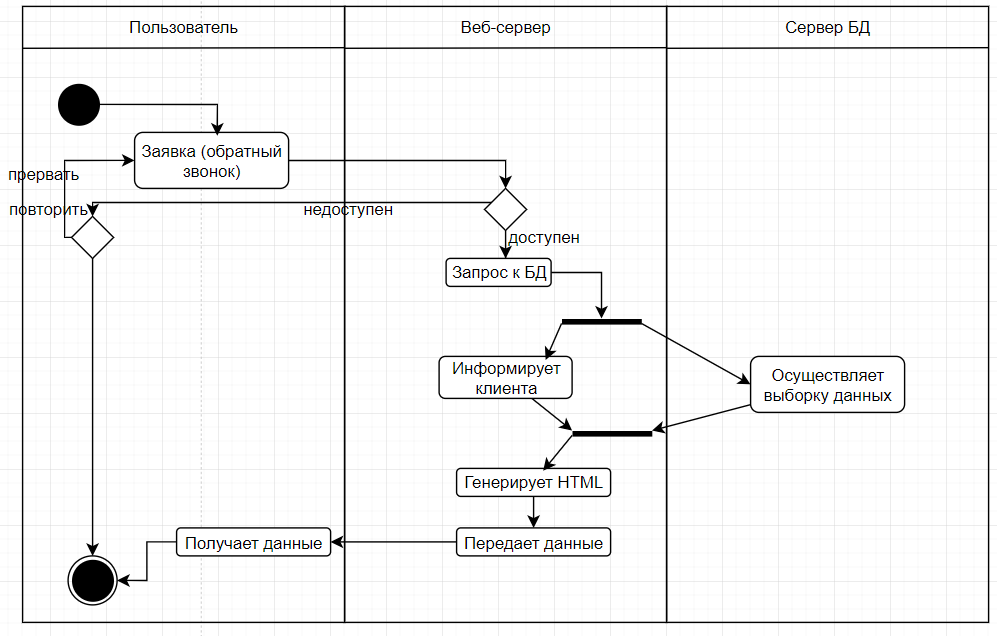 Пользователь
Веб-сервер
Сервер БД
Заявка (обратный
звонок)
прервать
повторить
недоступен
доступен
Запрос к БД
Информирует
клиента
Осуществляет
выборку данных
Генерирует HTML
Получает данные
Передает данные